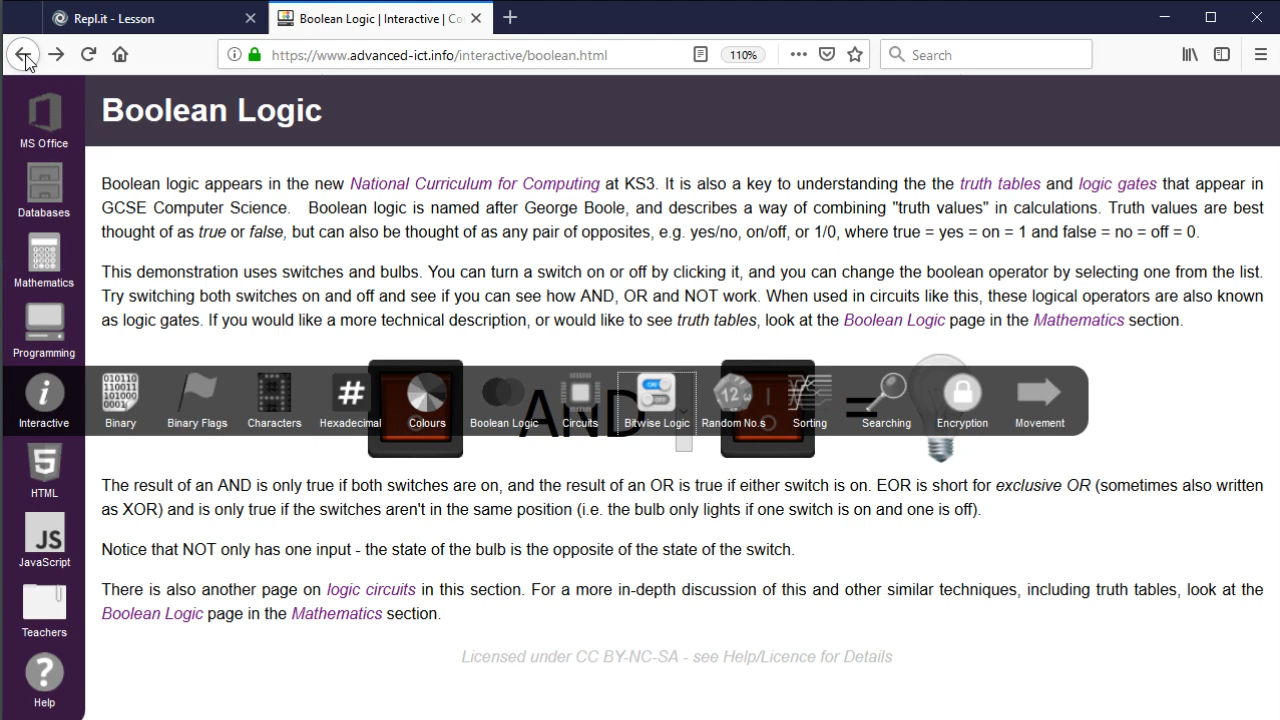 Repl.it - Lesson
Boolean Logic | Interactive | Co
https://www.advanced-ict.info/interactive/boolean.html
110%
Search
Boolean Logic
MS Office
Databases
Mathematics
Programming
Interactive
HTML
JS
JavaScript
Teachers
Help
Boolean logic appears in the new National Curriculum for Computing at KS3. It is also a key to understanding the the truth tables and logic gates that appear in
GCSE Computer Science. Boolean logic is named after George Boole, and describes a way of combining "truth values" in calculations. Truth values are best
thought of as true or false, but can also be thought of as any pair of opposites, e.g. yes/no, on/off, or 1/0, where true = yes = on = 1 and false = no = off = 0.
This demonstration uses switches and bulbs. You can turn a switch on or off by clicking it, and you can change the boolean operator by selecting one from the list.
Try switching both switches on and off and see if you can see how AND, OR and NOT work. When used in circuits like this, these logical operators are also known
as logic gates. If you would like a more technical description, or would like to see truth tables, look at the Boolean Logic page in the Mathematics section.
010110
110011
101000
0001
#
ON
OFF
12
AND
=
Binary
Binary Flags
Characters
Hexadecimal
Colours
Boolean Logic
Circuits
Bitwise Logic
Random No.s
Sorting
Searching
Encryption
Movement
The result of an AND is only true if both switches are on, and the result of an OR is true if either switch is on. EOR is short for exclusive OR (sometimes also written
as XOR) and is only true if the switches aren't in the same position (i.e. the bulb only lights if one switch is on and one is off).
Notice that NOT only has one input - the state of the bulb is the opposite of the state of the switch.
There is also another page on logic circuits in this section. For a more in-depth discussion of this and other similar techniques, including truth tables, look at the
Boolean Logic page in the Mathematics section.
Licensed under CC BY-NC-SA - see Help/Licence for Details